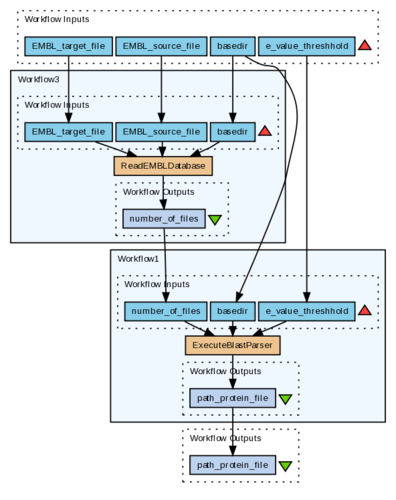 Workflow Inputs
EMBL_target_file EMBL_source_file basedir e_value_threshhold
Workflow3
Workflow Inputs
EMBL_target_file EMBL_source_file basedir
ReadEMBLDatabase
Workflow Outputs
number_of_files
Workflow1
Workflow Inputs
number_of_files basedir e_value_threshhold
ExecuteBlastParser
Workflow Outputs
path_protein_file
Workflow Outputs
path_protein_file